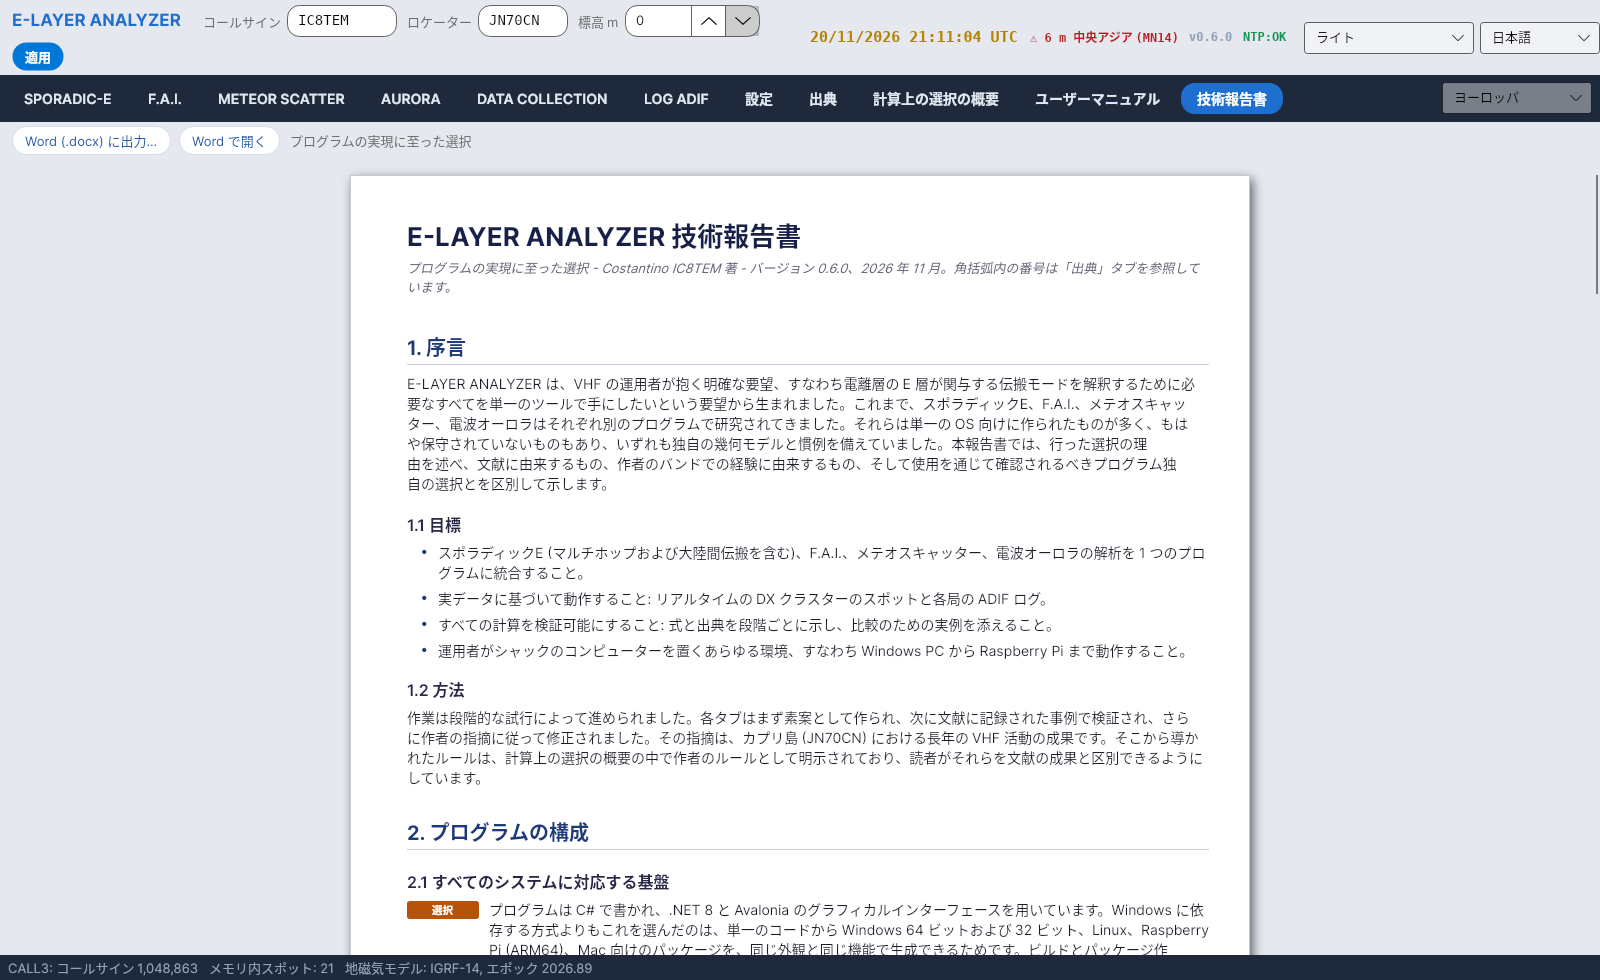 E-LAYER ANALYZER コールサイン IC8TEM ロケーター JN70CN 標高 m 0
20/11/2026 21:11:04 UTC ⚠ 6 m 中央アジア (MN14) v0.6.0 NTP:OK ライト 日本語
適用
SPORADIC-E F.A.I. METEOR SCATTER AURORA DATA COLLECTION LOG ADIF 設定 出典 計算上の選択の概要 ユーザーマニュアル 技術報告書 ヨーロッパ
Word (.docx) に出力... Word で開く プログラムの実現に至った選択
E-LAYER ANALYZER 技術報告書
プログラムの実現に至った選択 - Costantino IC8TEM 著 - バージョン 0.6.0、2026 年 11 月。角括弧内の番号は「出典」タブを参照して
います。
1. 序言
E-LAYER ANALYZER は、VHF の運用者が抱く明確な要望、すなわち電離層の E 層が関与する伝搬モードを解釈するために必
要なすべてを単一のツールで手にしたいという要望から生まれました。これまで、スポラディックE、F.A.I.、メテオスキャッ
ター、電波オーロラはそれぞれ別のプログラムで研究されてきました。それらは単一の OS 向けに作られたものが多く、もは
や保守されていないものもあり、いずれも独自の幾何モデルと慣例を備えていました。本報告書では、行った選択の理
由を述べ、文献に由来するもの、作者のバンドでの経験に由来するもの、そして使用を通じて確認されるべきプログラム独
自の選択とを区別して示します。
1.1 目標
• スポラディックE (マルチホップおよび大陸間伝搬を含む)、F.A.I.、メテオスキャッター、電波オーロラの解析を 1 つのプロ
グラムに統合すること。
• 実データに基づいて動作すること: リアルタイムの DX クラスターのスポットと各局の ADIF ログ。
• すべての計算を検証可能にすること: 式と出典を段階ごとに示し、比較のための実例を添えること。
• 運用者がシャックのコンピューターを置くあらゆる環境、すなわち Windows PC から Raspberry Pi まで動作すること。
1.2 方法
作業は段階的な試行によって進められました。各タブはまず素案として作られ、次に文献に記録された事例で検証され、さら
に作者の指摘に従って修正されました。その指摘は、カプリ島 (JN70CN) における長年の VHF 活動の成果です。そこから導か
れたルールは、計算上の選択の概要の中で作者のルールとして明示されており、読者がそれらを文献の成果と区別できるように
しています。
2. プログラムの構成
2.1 すべてのシステムに対応する基盤
選択 プログラムは C# で書かれ、.NET 8 と Avalonia のグラフィカルインターフェースを用いています。Windows に依
存する方式よりもこれを選んだのは、単一のコードから Windows 64 ビットおよび 32 ビット、Linux、Raspberry
Pi (ARM64)、Mac 向けのパッケージを、同じ外観と同じ機能で生成できるためです。ビルドとパッケージ作
CALL3: コールサイン 1,048,863 メモリ内スポット: 21 地磁気モデル: IGRF-14, エポック 2026.89